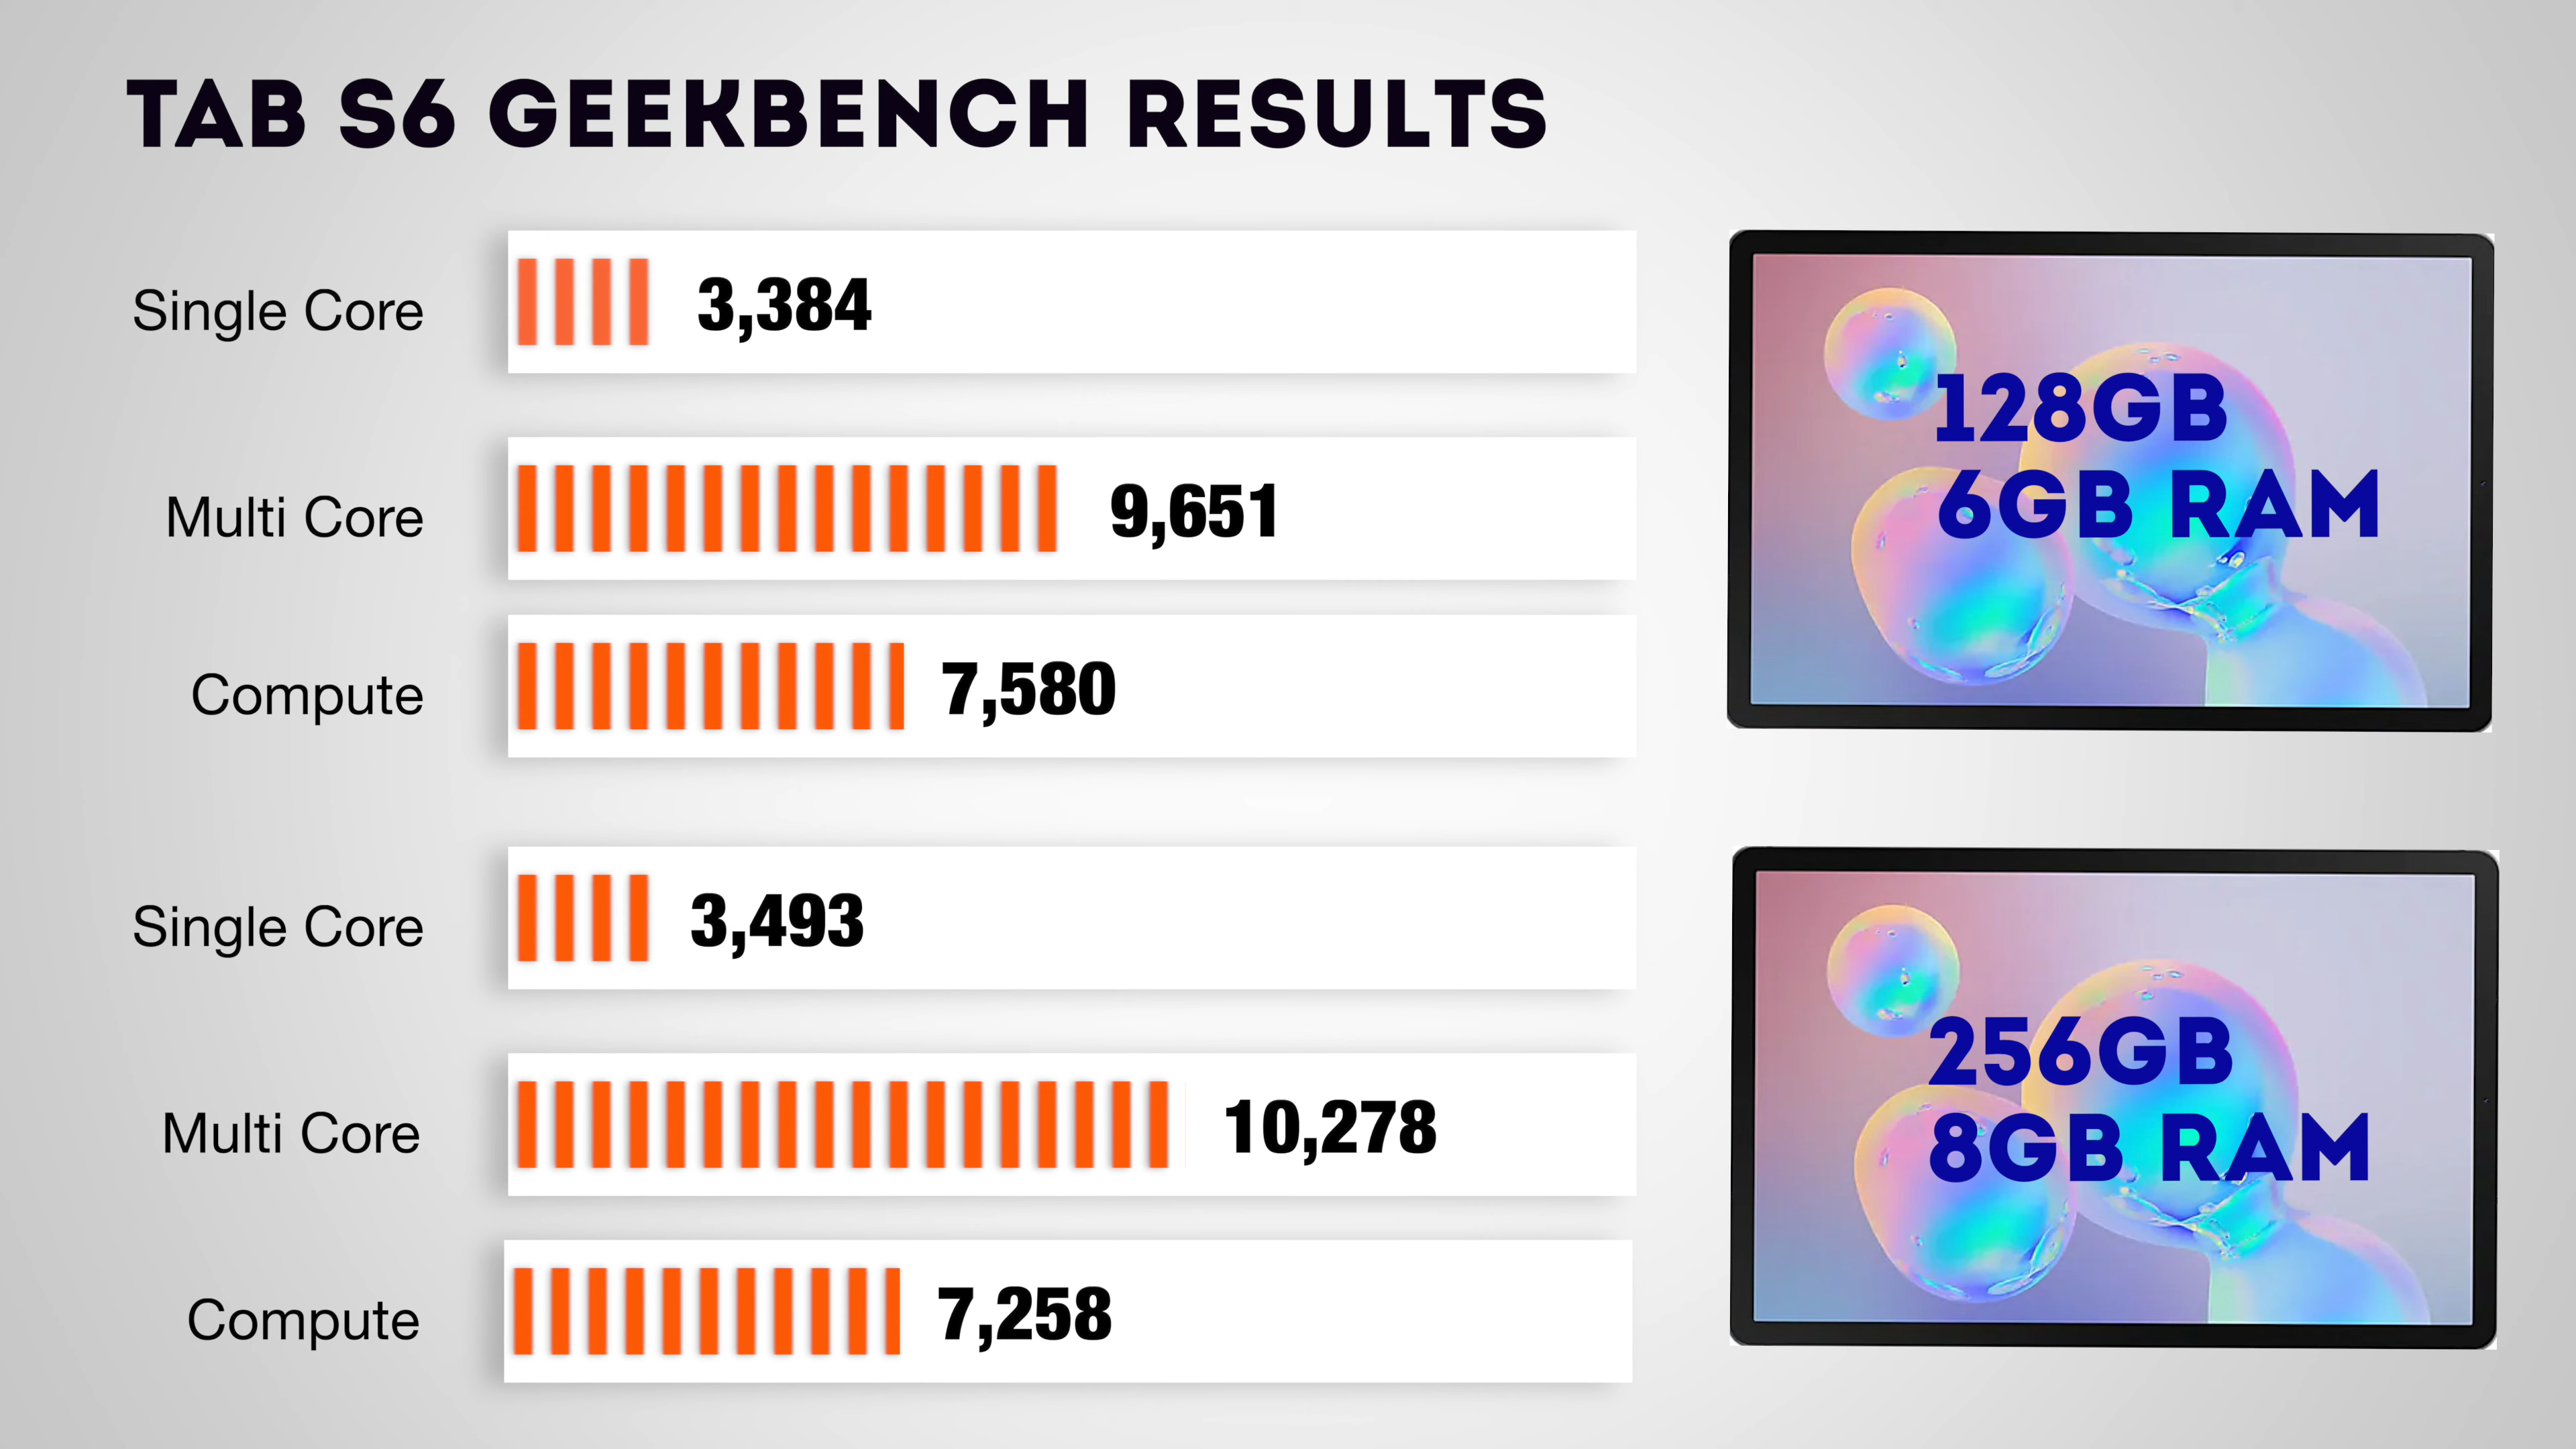 TAB S6 GEEKBENCH RESULTS
Single Core 3,384
Multi Core 9,651
Compute 7,580
128GB
6GB RAM
Single Core 3,493
Multi Core 10,278
Compute 7,258
256GB
8GB RAM